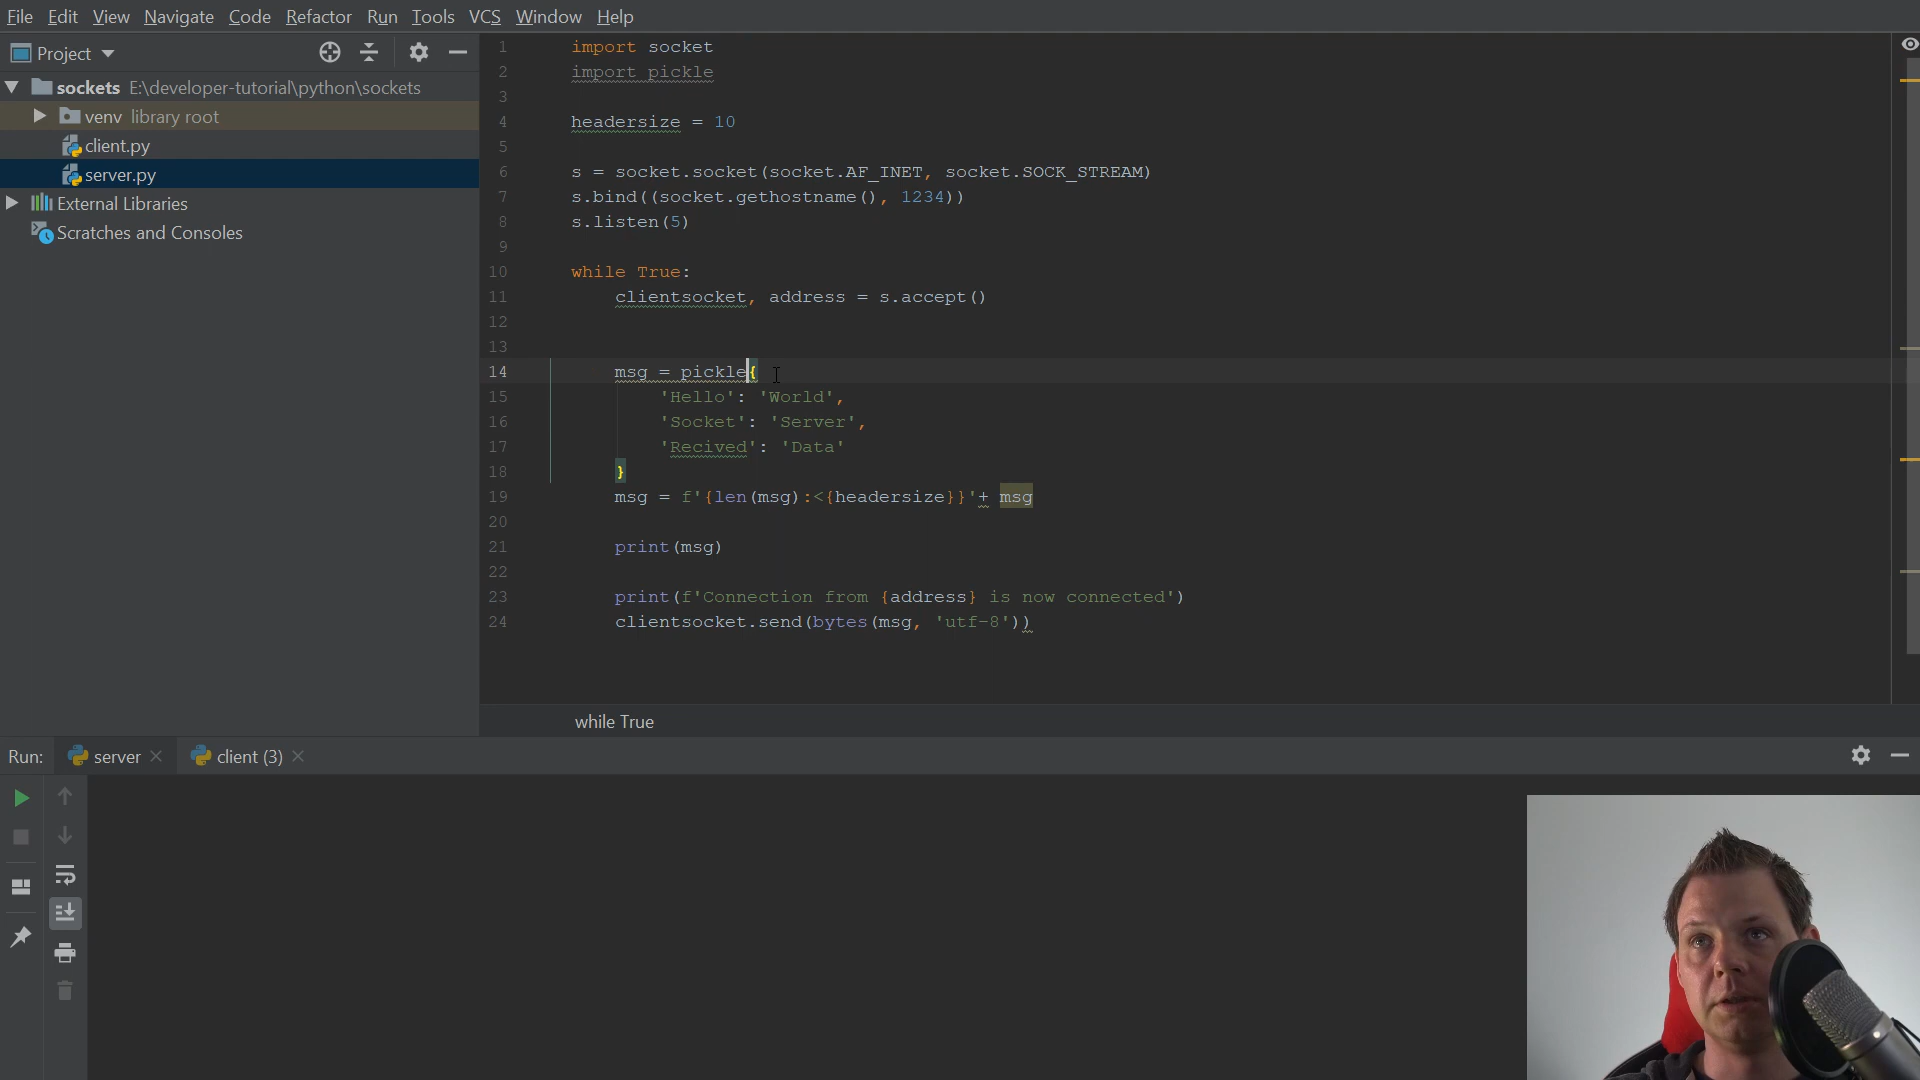 File Edit View Navigate Code Refactor Run Tools VCS Window Help
Project
sockets E:\developer-tutorial\python\sockets
venv library root
client.py
server.py
External Libraries
Scratches and Consoles
1 import socket
2 import pickle
3
4 headersize = 10
5
6 s = socket.socket(socket.AF_INET, socket.SOCK_STREAM)
7 s.bind((socket.gethostname(), 1234))
8 s.listen(5)
9
10 while True:
11 clientsocket, address = s.accept()
12
13
14 msg = pickle{
15 'Hello': 'World',
16 'Socket': 'Server',
17 'Recived': 'Data'
18 }
19 msg = f'{len(msg):<{headersize}}'+ msg
20
21 print(msg)
22
23 print(f'Connection from {address} is now connected')
24 clientsocket.send(bytes(msg, 'utf-8'))
while True
Run: server client (3)